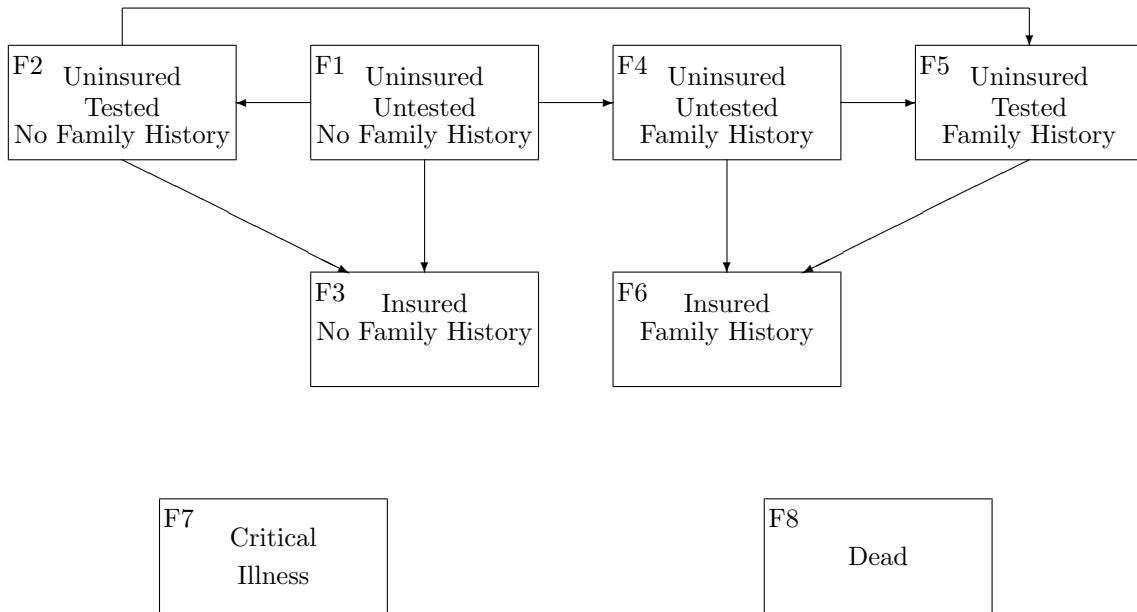 F2
Uninsured
Tested
No Family History
F1
Uninsured
Untested
No Family History
F4
Uninsured
Untested
Family History
F5
Uninsured
Tested
Family History
F3
Insured
No Family History
F6
Insured
Family History
F7
Critical
Illness
F8
Dead